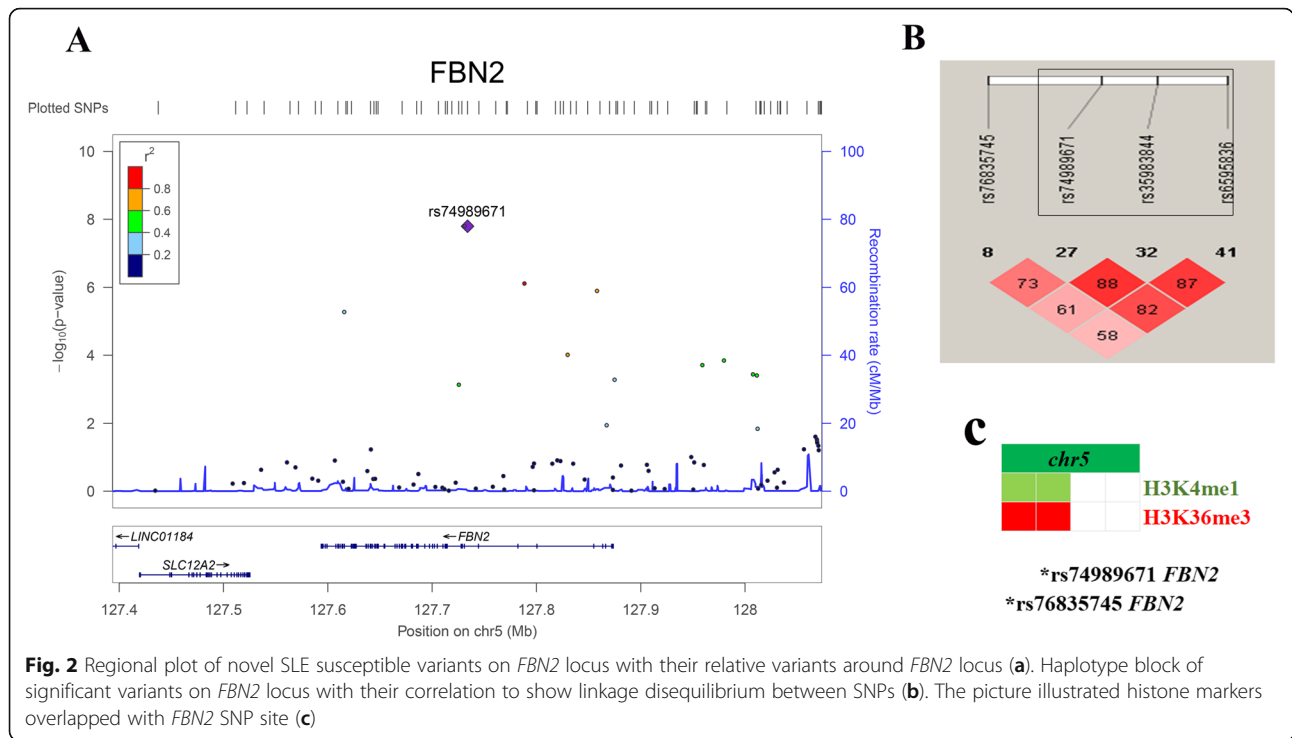 A
FBN2
Plotted SNPs
r²
0.8
0.6
0.4
0.2
rs74989671
10
8
6
4
2
0
−log₁₀(p−value)
100
80
60
40
20
0
Recombination rate (cM/Mb)
←LINC01184
SLC12A2→
←FBN2
127.4 127.5 127.6 127.7 127.8 127.9 128
Position on chr5 (Mb)
B
rs76835745
rs74989671
rs35983844
rs6595836
8 27 32 41
73 88 87
61 82
58
c
chr5
H3K4me1
H3K36me3
*rs74989671 FBN2
*rs76835745 FBN2
Fig. 2 Regional plot of novel SLE susceptible variants on FBN2 locus with their relative variants around FBN2 locus (a). Haplotype block of
significant variants on FBN2 locus with their correlation to show linkage disequilibrium between SNPs (b). The picture illustrated histone markers
overlapped with FBN2 SNP site (c)